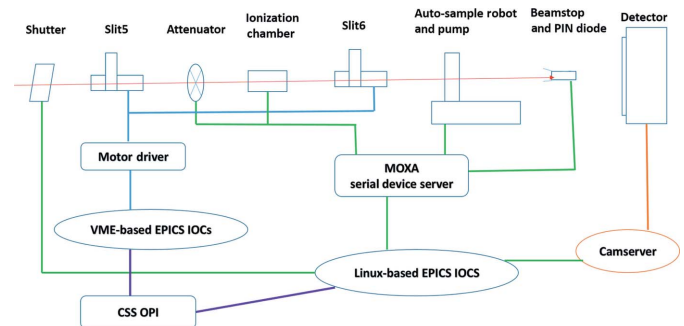 Shutter
Slit5
Attenuator
Ionization
chamber
Slit6
Auto-sample robot
and pump
Beamstop
and PIN diode
Detector
Motor driver
MOXA
serial device server
VME-based EPICS IOCs
Camserver
Linux-based EPICS IOCS
CSS OPI